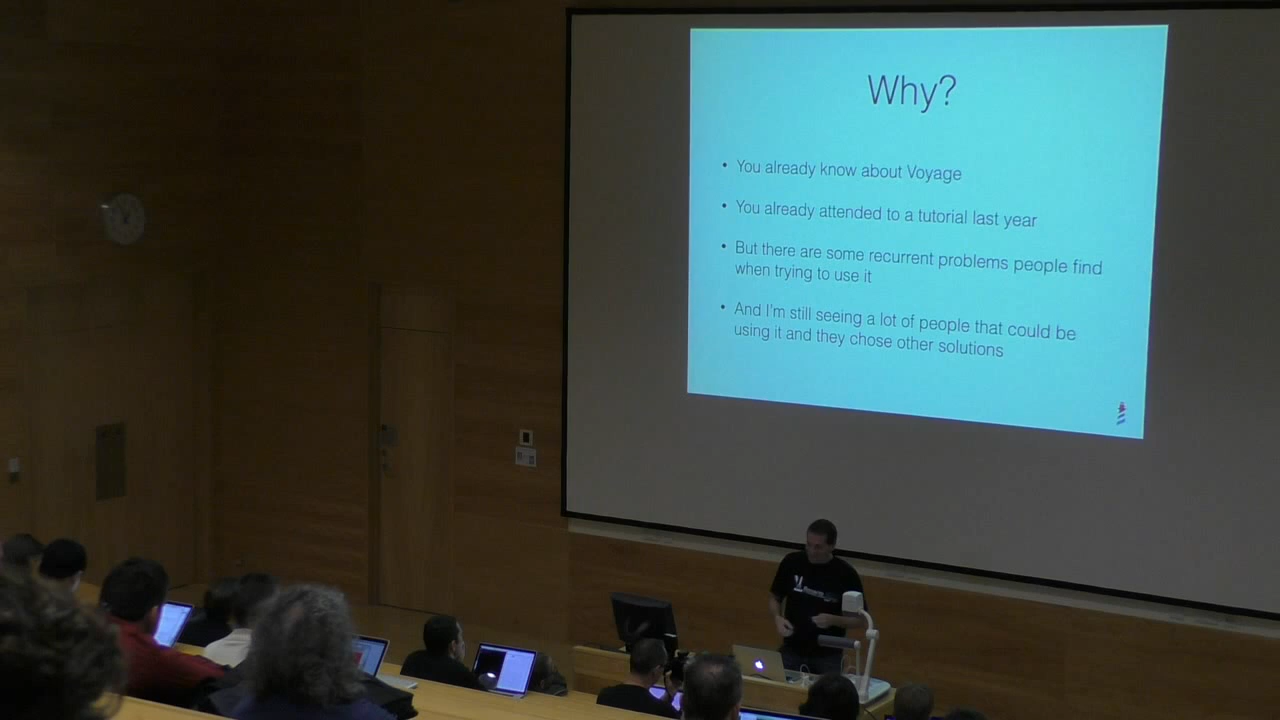 Why?
• You already know about Voyage
• You already attended to a tutorial last year
• But there are some recurrent problems people find
when trying to use it
• And I'm still seeing a lot of people that could be
using it and they chose other solutions